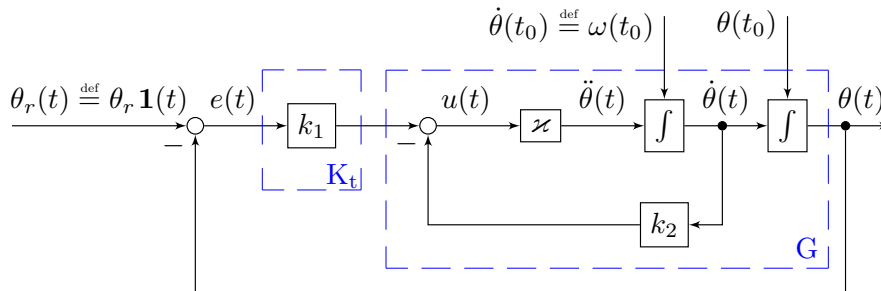 θ̇(t₀) ≝ ω(t₀) θ(t₀)
θᵣ(t) ≝ θᵣ 𝟏(t) e(t) k₁ u(t) ϰ θ̈(t) ∫ θ̇(t) ∫ θ(t)
− −
Kₜ
k₂
G